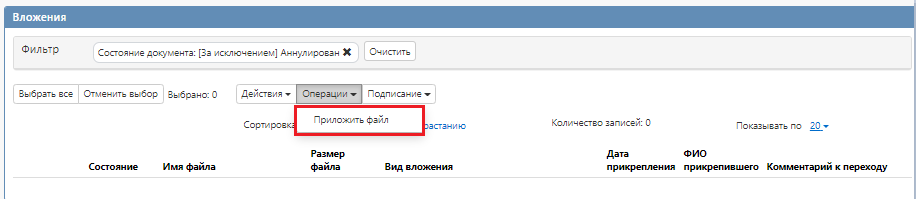 Вложения
Фильтр
Состояние документа: [За исключением] Аннулирован ✖
Очистить
Выбрать все Отменить выбор Выбрано: 0 Действия Операции Подписание
Приложить файл
Сортировка растанию Количество записей: 0 Показывать по 20
Состояние Имя файла Размер файла Вид вложения Дата прикрепления ФИО прикрепившего Комментарий к переходу